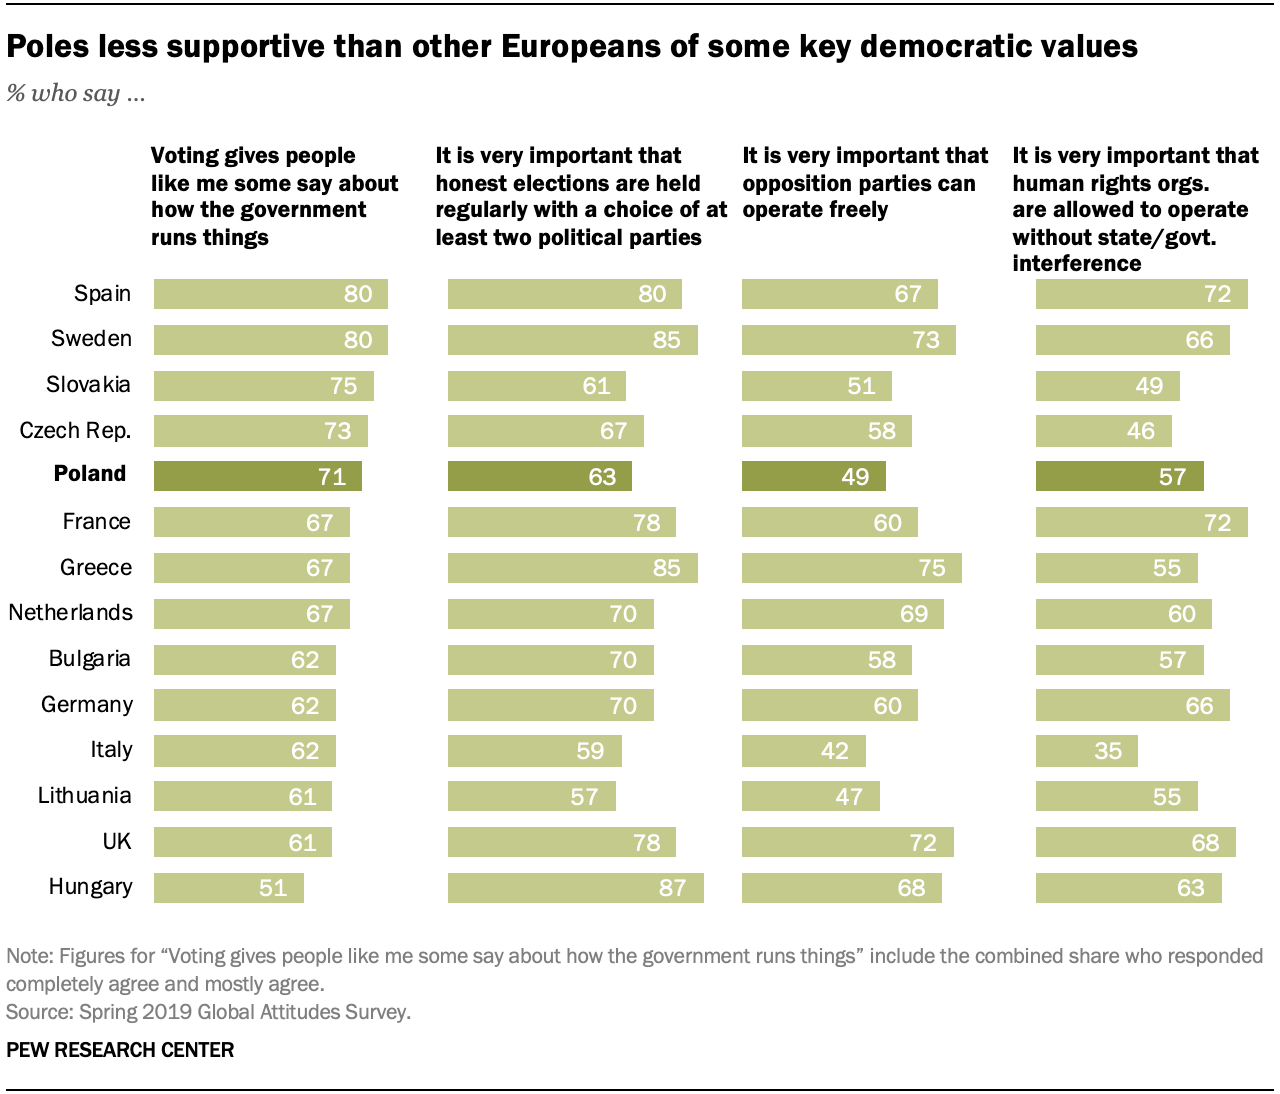 Poles less supportive than other Europeans of some key democratic values
% who say ...
Voting gives people
like me some say about
how the government
runs things
It is very important that
honest elections are held
regularly with a choice of at
least two political parties
It is very important that
opposition parties can
operate freely
It is very important that
human rights orgs.
are allowed to operate
without state/govt.
interference
Spain 80 80 67 72
Sweden 80 85 73 66
Slovakia 75 61 51 49
Czech Rep. 73 67 58 46
Poland 71 63 49 57
France 67 78 60 72
Greece 67 85 75 55
Netherlands 67 70 69 60
Bulgaria 62 70 58 57
Germany 62 70 60 66
Italy 62 59 42 35
Lithuania 61 57 47 55
UK 61 78 72 68
Hungary 51 87 68 63
Note: Figures for “Voting gives people like me some say about how the government runs things” include the combined share who responded
completely agree and mostly agree.
Source: Spring 2019 Global Attitudes Survey.
PEW RESEARCH CENTER